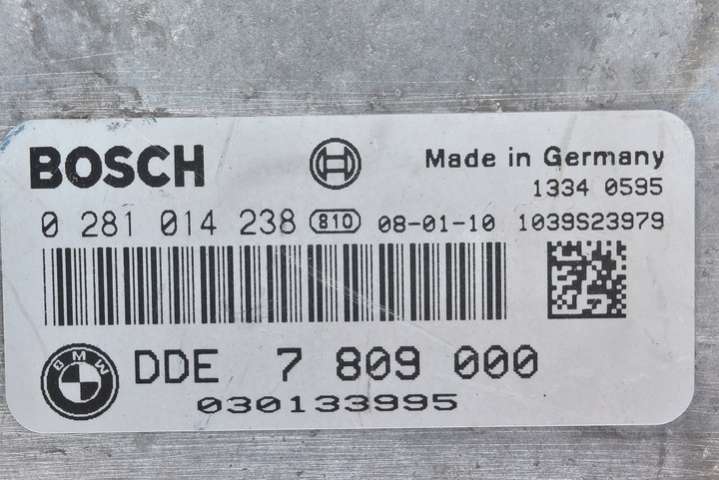 BOSCH Made in Germany
1334 0595
0 281 014 238 810 08-01-10 1039S23979
BMW DDE 7 809 000
030133995